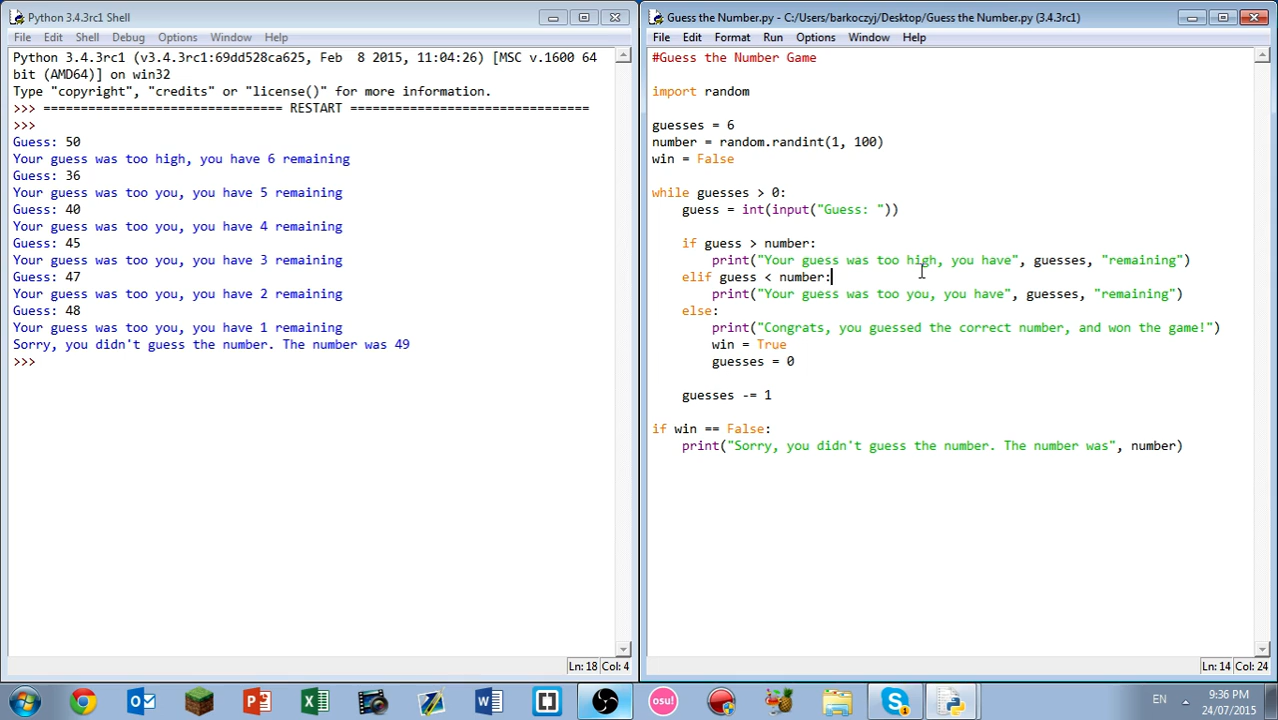 Python 3.4.3rc1 Shell
File Edit Shell Debug Options Window Help
Python 3.4.3rc1 (v3.4.3rc1:69dd528ca625, Feb  8 2015, 11:04:26) [MSC v.1600 64
bit (AMD64)] on win32
Type "copyright", "credits" or "license()" for more information.
>>> ================================ RESTART ================================
>>>
Guess: 50
Your guess was too high, you have 6 remaining
Guess: 36
Your guess was too you, you have 5 remaining
Guess: 40
Your guess was too you, you have 4 remaining
Guess: 45
Your guess was too you, you have 3 remaining
Guess: 47
Your guess was too you, you have 2 remaining
Guess: 48
Your guess was too you, you have 1 remaining
Sorry, you didn't guess the number. The number was 49
>>>
Ln: 18 Col: 4
Guess the Number.py - C:/Users/barkoczyj/Desktop/Guess the Number.py (3.4.3rc1)
File Edit Format Run Options Window Help
#Guess the Number Game
import random
guesses = 6
number = random.randint(1, 100)
win = False
while guesses > 0:
    guess = int(input("Guess: "))
    if guess > number:
        print("Your guess was too high, you have", guesses, "remaining")
    elif guess < number:
        print("Your guess was too you, you have", guesses, "remaining")
    else:
        print("Congrats, you guessed the correct number, and won the game!")
        win = True
        guesses = 0
    guesses -= 1
if win == False:
    print("Sorry, you didn't guess the number. The number was", number)
Ln: 14 Col: 24
osu!
EN
9:36 PM
24/07/2015